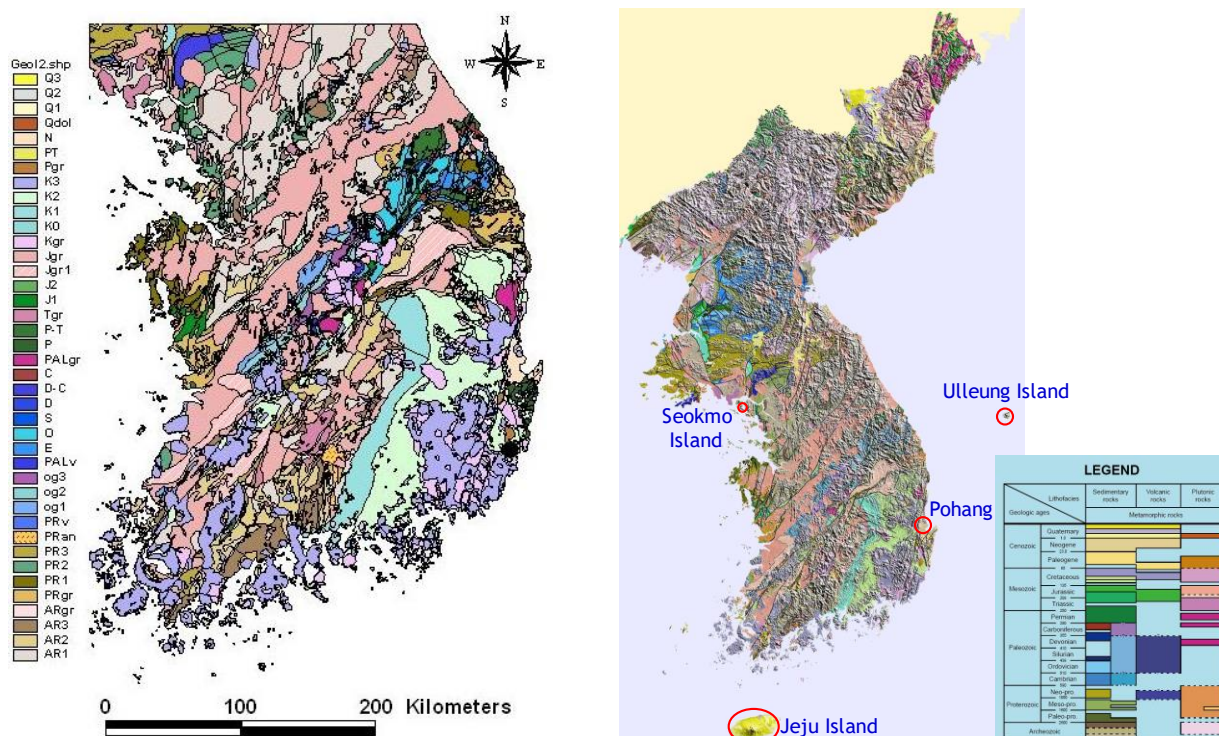 N
W E
S
Geol2.shp
Q3
Q2
Q1
Qdol
N
PT
Pgr
K3
K2
K1
K0
Kgr
Jgr
Jgr1
J2
J1
Tgr
P-T
P
PALgr
C
D-C
D
S
O
E
PALv
og3
og2
og1
PRv
PRan
PR3
PR2
PR1
PRgr
ARgr
AR3
AR2
AR1
0 100 200 Kilometers
Seokmo
Island
Ulleung Island
Pohang
Jeju Island
LEGEND
Lithofacies
Geologic ages
Sedimentary
rocks
Volcanic
rocks
Plutonic
rocks
Metamorphic rocks
Cenozoic
Quaternary
Neogene
Paleogene
Mesozoic
Cretaceous
Jurassic
Triassic
Paleozoic
Permian
Carboniferous
Devonian
Silurian
Ordovician
Cambrian
Proterozoic
Neo-pro.
Meso-pro.
Paleo-pro.
Archeozoic